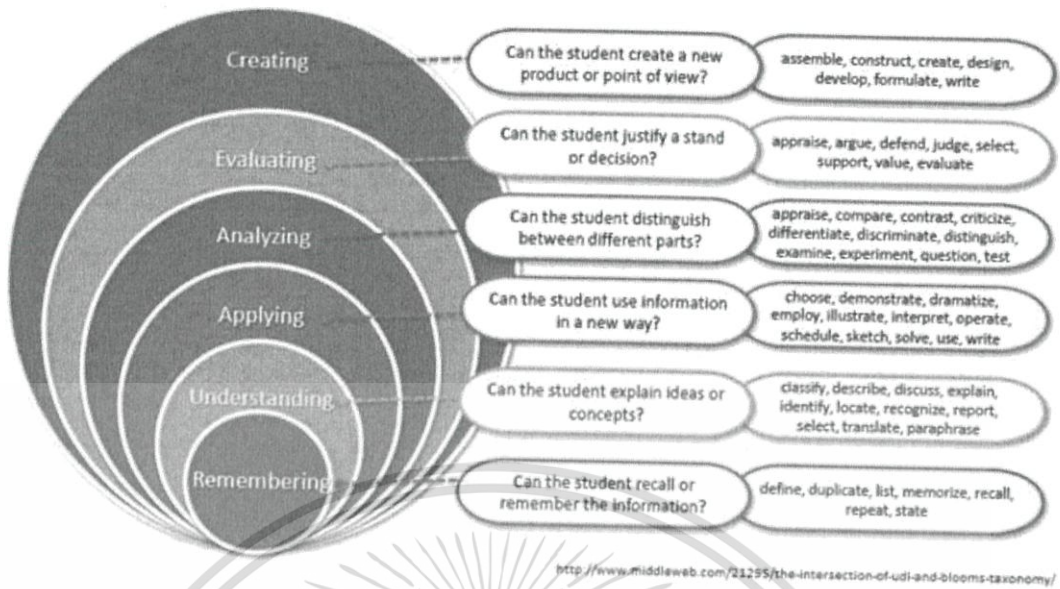 Creating
Can the student create a new
product or point of view?
assemble, construct, create, design,
develop, formulate, write
Evaluating
Can the student justify a stand
or decision?
appraise, argue, defend, judge, select,
support, value, evaluate
Analyzing
Can the student distinguish
between different parts?
appraise, compare, contrast, criticize,
differentiate, discriminate, distinguish,
examine, experiment, question, test
Applying
Can the student use information
in a new way?
choose, demonstrate, dramatize,
employ, illustrate, interpret, operate,
schedule, sketch, solve, use, write
Understanding
Can the student explain ideas or
concepts?
classify, describe, discuss, explain,
identify, locate, recognize, report,
select, translate, paraphrase
Remembering
Can the student recall or
remember the information?
define, duplicate, list, memorize, recall,
repeat, state
http://www.middleweb.com/21295/the-intersection-of-udl-and-blooms-taxonomy/